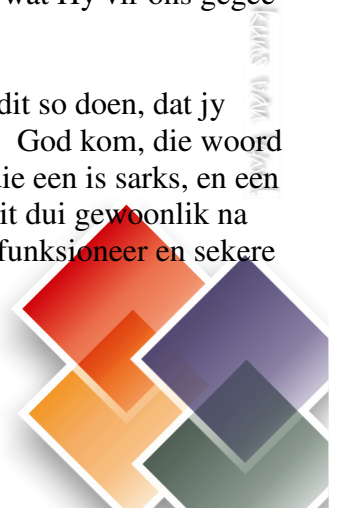 wat Hy vir ons gegee
dit so doen, dat jy
God kom, die woord
die een is sarks, en een
it dui gewoonlik na
funksioneer en sekere